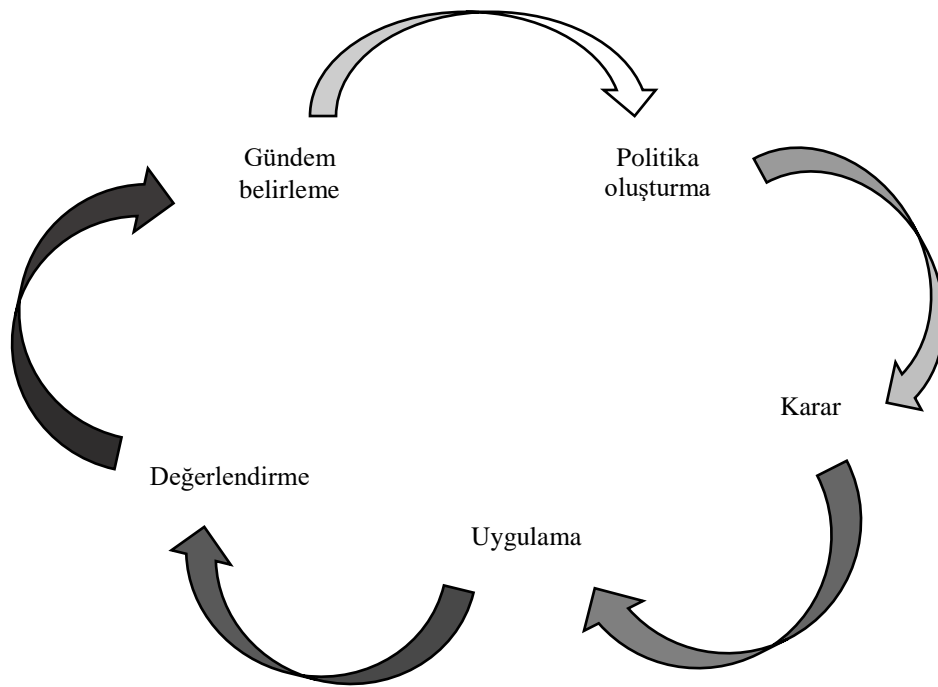 Gündem
belirleme
Politika
oluşturma
Karar
Uygulama
Değerlendirme